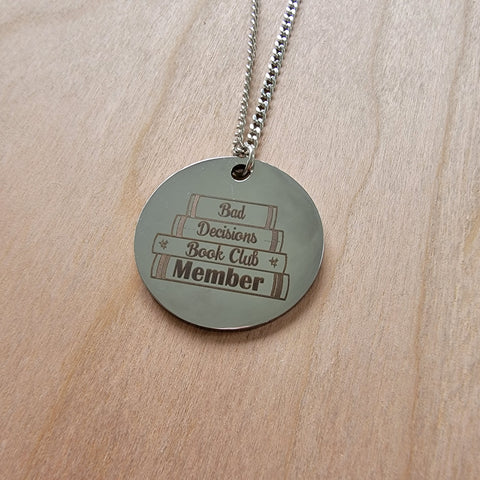 Bad
Decisions
Book Club
Member